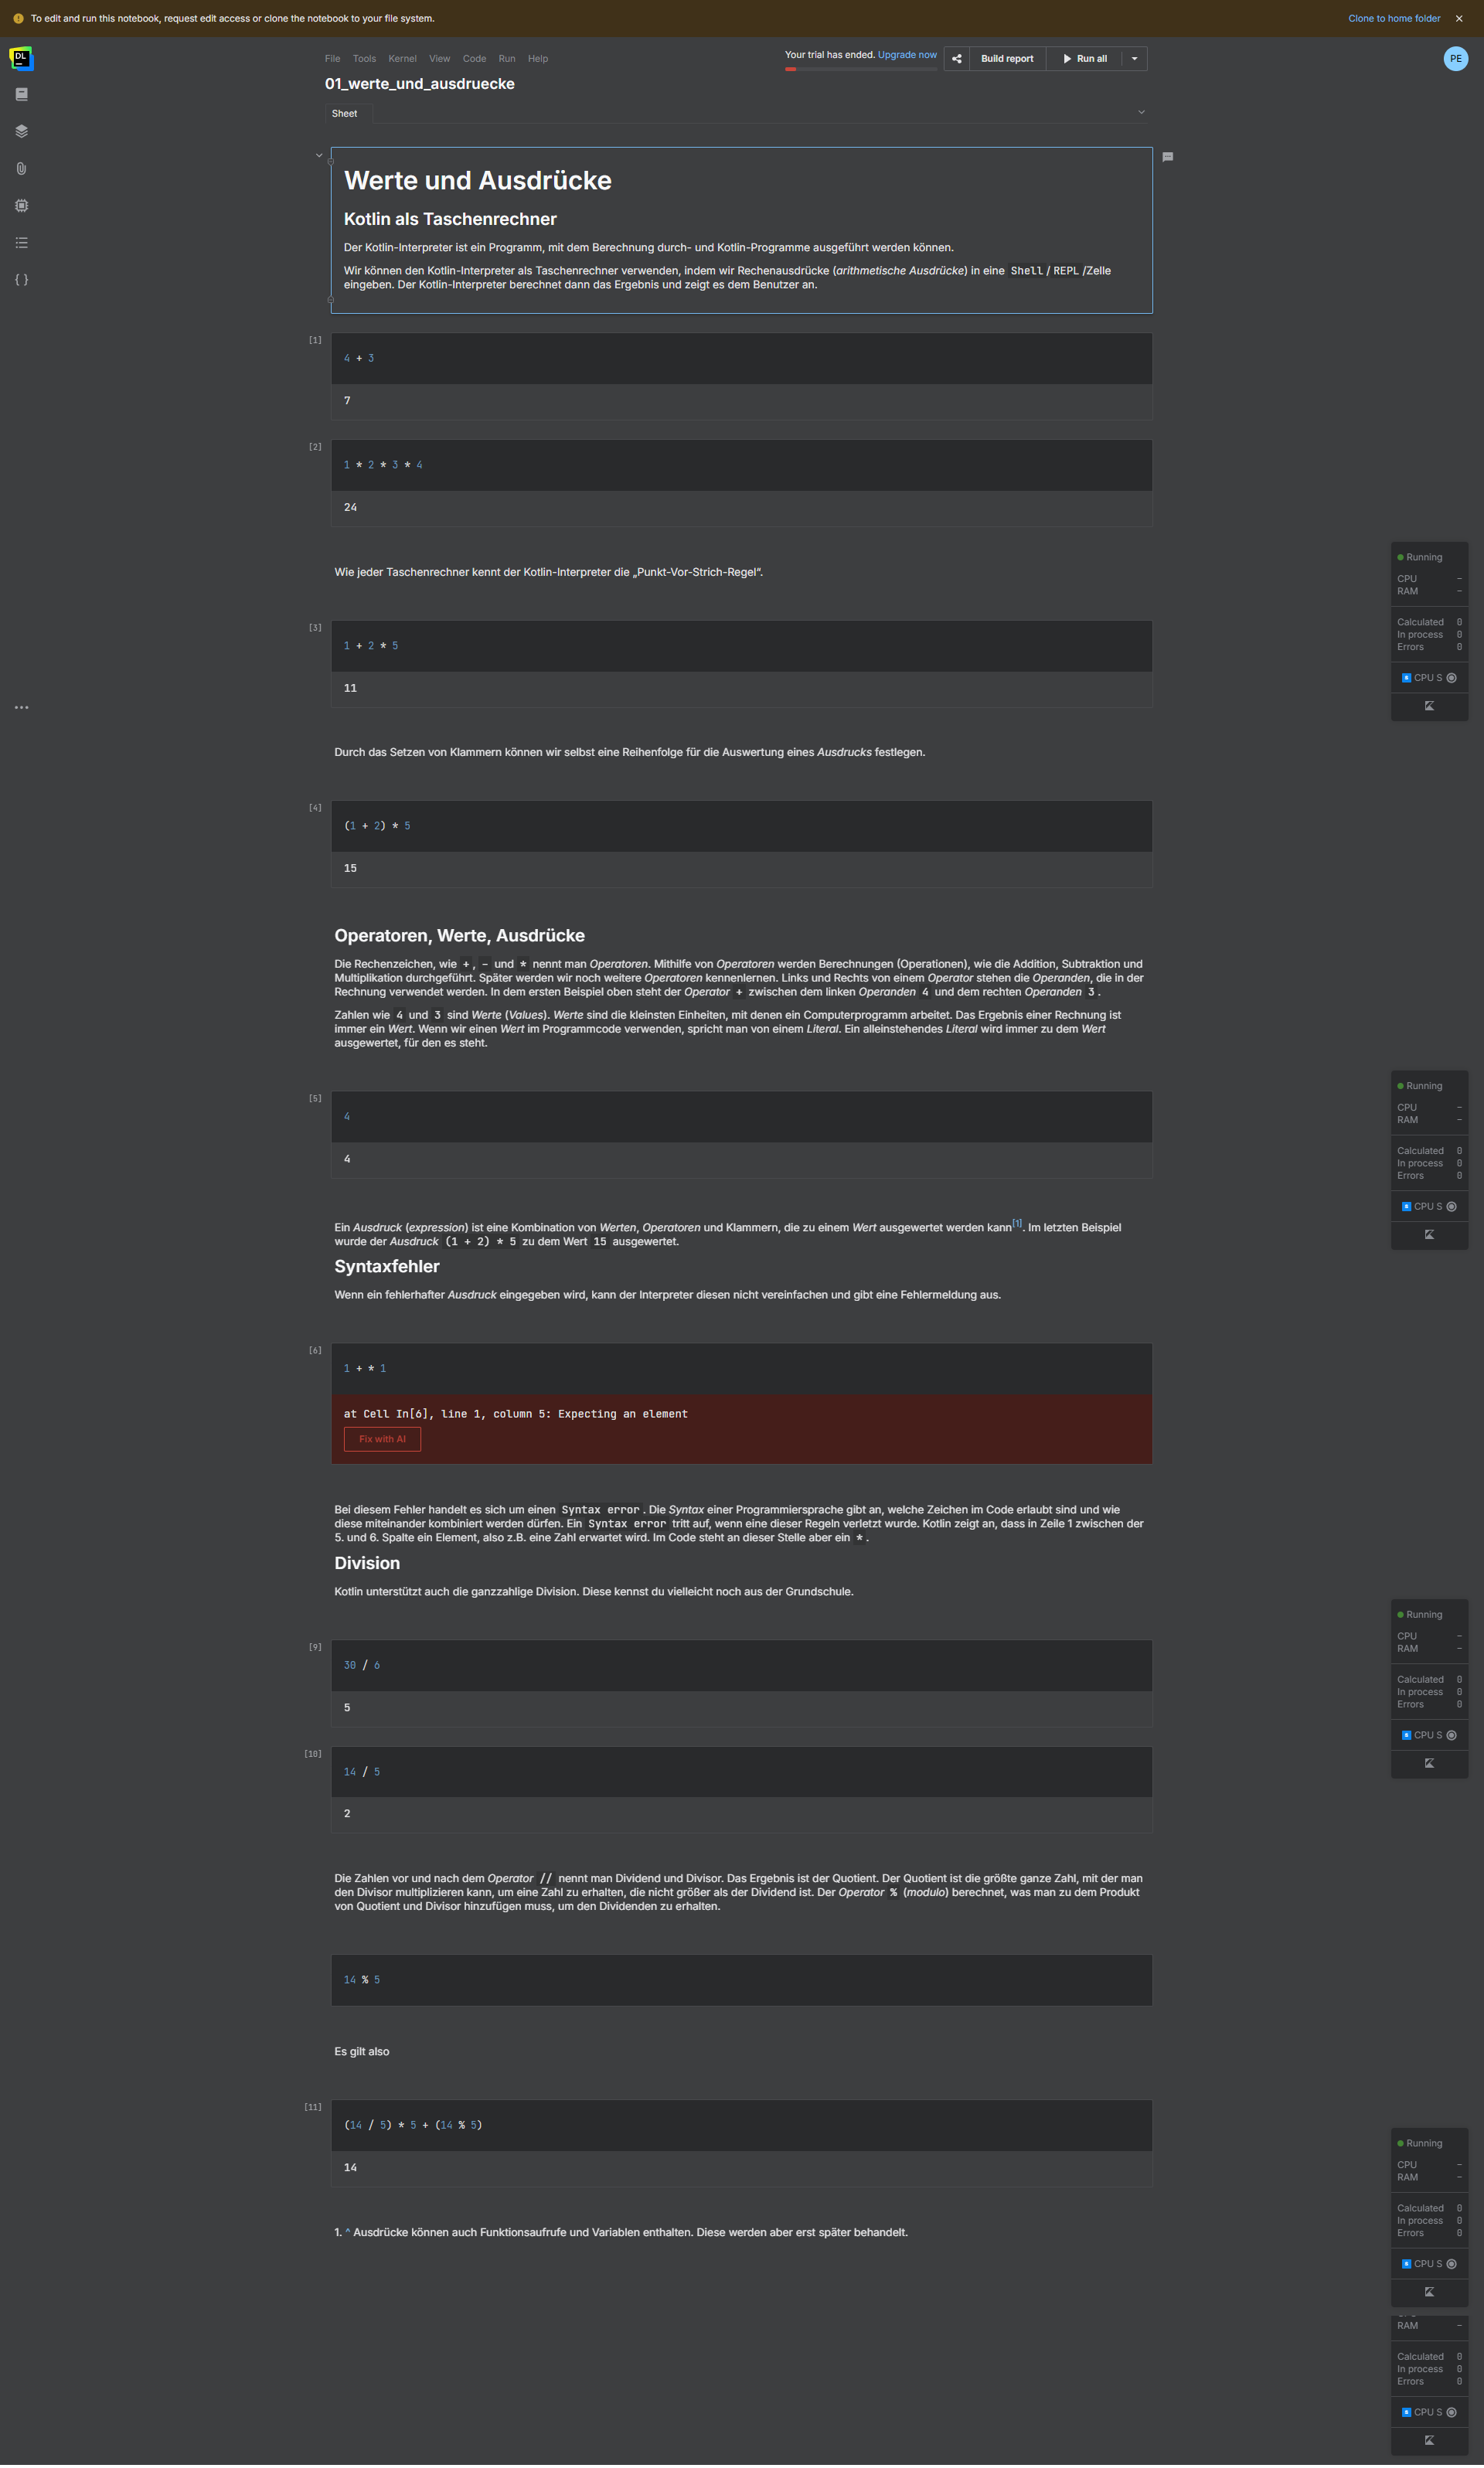 To edit and run this notebook, request edit access or clone the notebook to your file system.
Clone to home folder
DL
File Tools Kernel View Code Run Help
Your trial has ended. Upgrade now
Build report
Run all
PE
01_werte_und_ausdruecke
Sheet
Werte und Ausdrücke
Kotlin als Taschenrechner
Der Kotlin-Interpreter ist ein Programm, mit dem Berechnung durch- und Kotlin-Programme ausgeführt werden können.
Wir können den Kotlin-Interpreter als Taschenrechner verwenden, indem wir Rechenausdrücke (arithmetische Ausdrücke) in eine Shell / REPL /Zelle
eingeben. Der Kotlin-Interpreter berechnet dann das Ergebnis und zeigt es dem Benutzer an.
[1]
4 + 3
7
[2]
1 * 2 * 3 * 4
24
Wie jeder Taschenrechner kennt der Kotlin-Interpreter die „Punkt-Vor-Strich-Regel“.
Running
CPU –
RAM –
Calculated 0
In process 0
Errors 0
CPU S
[3]
1 + 2 * 5
11
Durch das Setzen von Klammern können wir selbst eine Reihenfolge für die Auswertung eines Ausdrucks festlegen.
[4]
(1 + 2) * 5
15
Operatoren, Werte, Ausdrücke
Die Rechenzeichen, wie + , - und * nennt man Operatoren. Mithilfe von Operatoren werden Berechnungen (Operationen), wie die Addition, Subtraktion und
Multiplikation durchgeführt. Später werden wir noch weitere Operatoren kennenlernen. Links und Rechts von einem Operator stehen die Operanden, die in der
Rechnung verwendet werden. In dem ersten Beispiel oben steht der Operator + zwischen dem linken Operanden 4 und dem rechten Operanden 3 .
Zahlen wie 4 und 3 sind Werte (Values). Werte sind die kleinsten Einheiten, mit denen ein Computerprogramm arbeitet. Das Ergebnis einer Rechnung ist
immer ein Wert. Wenn wir einen Wert im Programmcode verwenden, spricht man von einem Literal. Ein alleinstehendes Literal wird immer zu dem Wert
ausgewertet, für den es steht.
[5]
4
4
Running
CPU –
RAM –
Calculated 0
In process 0
Errors 0
CPU S
Ein Ausdruck (expression) ist eine Kombination von Werten, Operatoren und Klammern, die zu einem Wert ausgewertet werden kann[1]. Im letzten Beispiel
wurde der Ausdruck (1 + 2) * 5 zu dem Wert 15 ausgewertet.
Syntaxfehler
Wenn ein fehlerhafter Ausdruck eingegeben wird, kann der Interpreter diesen nicht vereinfachen und gibt eine Fehlermeldung aus.
[6]
1 + * 1
at Cell In[6], line 1, column 5: Expecting an element
Fix with AI
Bei diesem Fehler handelt es sich um einen Syntax error . Die Syntax einer Programmiersprache gibt an, welche Zeichen im Code erlaubt sind und wie
diese miteinander kombiniert werden dürfen. Ein Syntax error tritt auf, wenn eine dieser Regeln verletzt wurde. Kotlin zeigt an, dass in Zeile 1 zwischen der
5. und 6. Spalte ein Element, also z.B. eine Zahl erwartet wird. Im Code steht an dieser Stelle aber ein * .
Division
Kotlin unterstützt auch die ganzzahlige Division. Diese kennst du vielleicht noch aus der Grundschule.
[9]
30 / 6
5
Running
CPU –
RAM –
Calculated 0
In process 0
Errors 0
CPU S
[10]
14 / 5
2
Die Zahlen vor und nach dem Operator // nennt man Dividend und Divisor. Das Ergebnis ist der Quotient. Der Quotient ist die größte ganze Zahl, mit der man
den Divisor multiplizieren kann, um eine Zahl zu erhalten, die nicht größer als der Dividend ist. Der Operator % (modulo) berechnet, was man zu dem Produkt
von Quotient und Divisor hinzufügen muss, um den Dividenden zu erhalten.
14 % 5
Es gilt also
[11]
(14 / 5) * 5 + (14 % 5)
14
Running
CPU –
RAM –
Calculated 0
In process 0
Errors 0
CPU S
1. ^ Ausdrücke können auch Funktionsaufrufe und Variablen enthalten. Diese werden aber erst später behandelt.
RAM –
Calculated 0
In process 0
Errors 0
CPU S